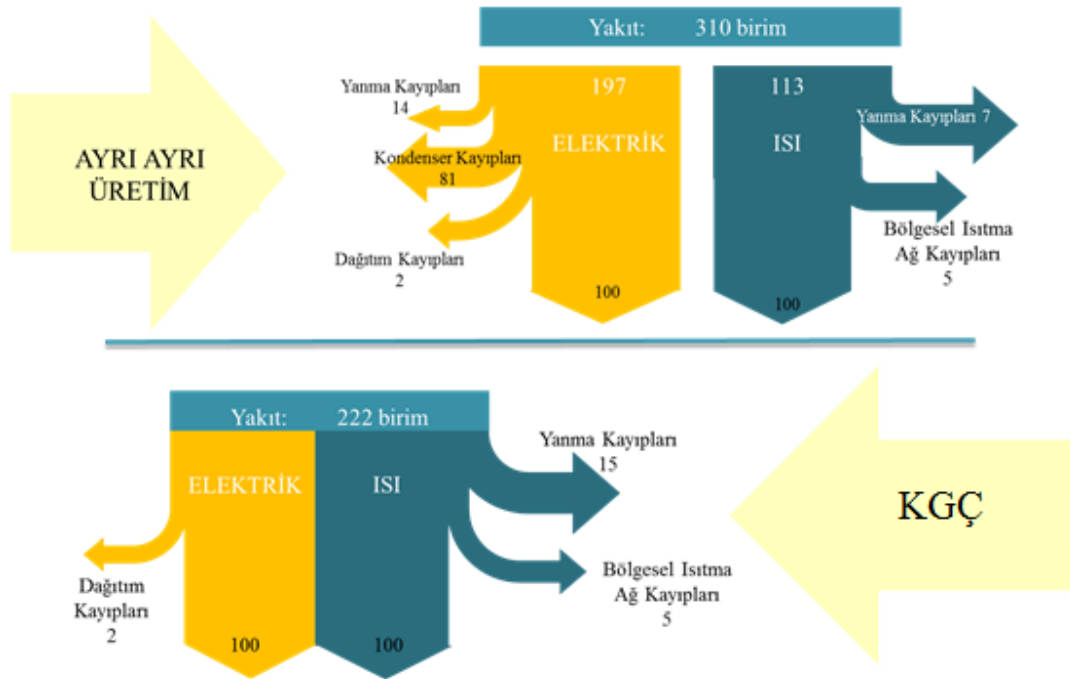 Yakıt: 310 birim
AYRI AYRI
ÜRETİM
Yanma Kayıpları
14
Kondenser Kayıpları
81
Dağıtım Kayıpları
2
197
ELEKTRİK
100
113
ISI
100
Yanma Kayıpları 7
Bölgesel Isıtma
Ağ Kayıpları
5
Yakıt: 222 birim
ELEKTRİK
ISI
Yanma Kayıpları
15
Dağıtım
Kayıpları
2
100
100
Bölgesel Isıtma
Ağ Kayıpları
5
KGÇ